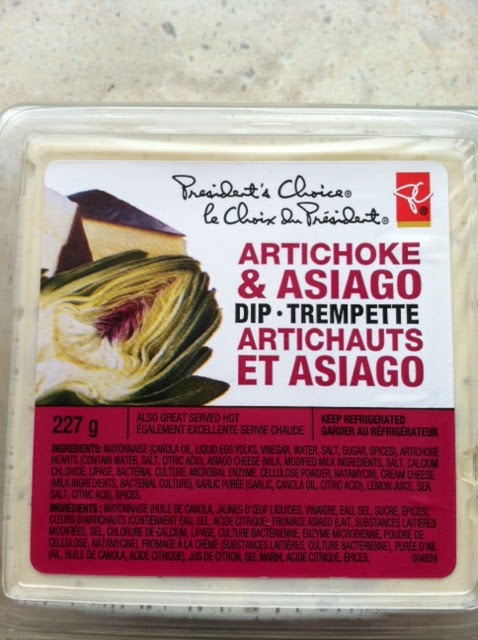 President's Choice®
le Choix du Président®
PC®
ARTICHOKE
& ASIAGO
DIP · TREMPETTE
ARTICHAUTS
ET ASIAGO
227 g
ALSO GREAT SERVED HOT
ÉGALEMENT EXCELLENTE SERVIE CHAUDE
KEEP REFRIGERATED
GARDER AU RÉFRIGÉRATEUR
INGREDIENTS: MAYONNAISE (CANOLA OIL, LIQUID EGG YOLKS, VINEGAR, WATER, SALT, SUGAR, SPICES), ARTICHOKE
HEARTS (CONTAIN WATER, SALT, CITRIC ACID), ASIAGO CHEESE (MILK, MODIFIED MILK INGREDIENTS, SALT, CALCIUM
CHLORIDE, LIPASE, BACTERIAL CULTURE, MICROBIAL ENZYME, CELLULOSE POWDER, NATAMYCIN), CREAM CHEESE
(MILK INGREDIENTS, BACTERIAL CULTURE), GARLIC PURÉE (GARLIC, CANOLA OIL, CITRIC ACID), LEMON JUICE, SEA
SALT, CITRIC ACID, SPICES.
INGRÉDIENTS : MAYONNAISE (HUILE DE CANOLA, JAUNES D'ŒUF LIQUIDES, VINAIGRE, EAU, SEL, SUCRE, ÉPICES),
CŒURS D'ARTICHAUTS (CONTIENNENT EAU, SEL, ACIDE CITRIQUE), FROMAGE ASIAGO (LAIT, SUBSTANCES LAITIÈRES
MODIFIÉES, SEL, CHLORURE DE CALCIUM, LIPASE, CULTURE BACTÉRIENNE, ENZYME MICROBIENNE, POUDRE DE
CELLULOSE, NATAMYCINE), FROMAGE À LA CRÈME (SUBSTANCES LAITIÈRES, CULTURE BACTÉRIENNE), PURÉE D'AIL
(AIL, HUILE DE CANOLA, ACIDE CITRIQUE), JUS DE CITRON, SEL MARIN, ACIDE CITRIQUE, ÉPICES.
014924